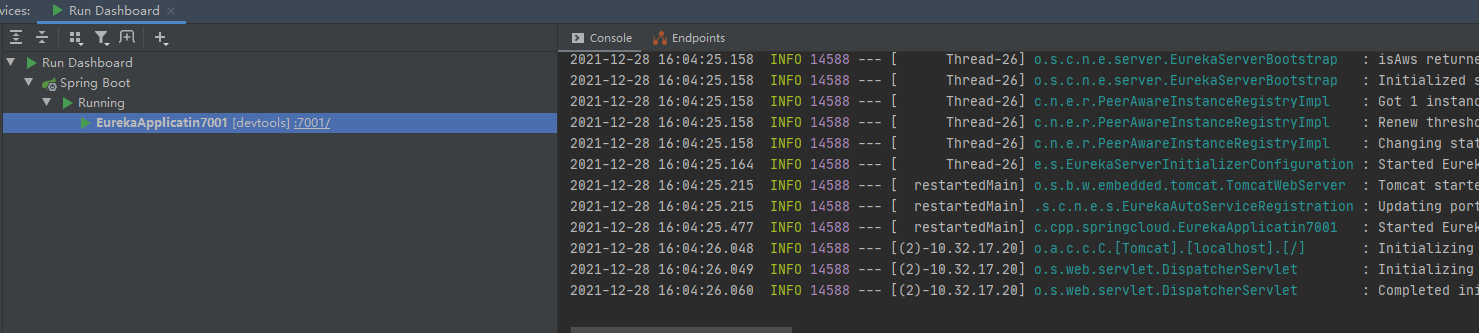 vices: Run Dashboard
Console Endpoints
Run Dashboard
Spring Boot
Running
EurekaApplicatin7001 [devtools] :7001/
2021-12-28 16:04:25.158 INFO 14588 --- [ Thread-26] o.s.c.n.e.server.EurekaServerBootstrap : isAws returne
2021-12-28 16:04:25.158 INFO 14588 --- [ Thread-26] o.s.c.n.e.server.EurekaServerBootstrap : Initialized s
2021-12-28 16:04:25.158 INFO 14588 --- [ Thread-26] c.n.e.r.PeerAwareInstanceRegistryImpl : Got 1 instanc
2021-12-28 16:04:25.158 INFO 14588 --- [ Thread-26] c.n.e.r.PeerAwareInstanceRegistryImpl : Renew thresho
2021-12-28 16:04:25.158 INFO 14588 --- [ Thread-26] c.n.e.r.PeerAwareInstanceRegistryImpl : Changing stat
2021-12-28 16:04:25.164 INFO 14588 --- [ Thread-26] e.s.EurekaServerInitializerConfiguration : Started Eurek
2021-12-28 16:04:25.215 INFO 14588 --- [ restartedMain] o.s.b.w.embedded.tomcat.TomcatWebServer : Tomcat starte
2021-12-28 16:04:25.215 INFO 14588 --- [ restartedMain] .s.c.n.e.s.EurekaAutoServiceRegistration : Updating port
2021-12-28 16:04:25.477 INFO 14588 --- [ restartedMain] c.cpp.springcloud.EurekaApplicatin7001 : Started Eurek
2021-12-28 16:04:26.048 INFO 14588 --- [(2)-10.32.17.20] o.a.c.c.C.[Tomcat].[localhost].[/] : Initializing
2021-12-28 16:04:26.049 INFO 14588 --- [(2)-10.32.17.20] o.s.web.servlet.DispatcherServlet : Initializing
2021-12-28 16:04:26.060 INFO 14588 --- [(2)-10.32.17.20] o.s.web.servlet.DispatcherServlet : Completed ini